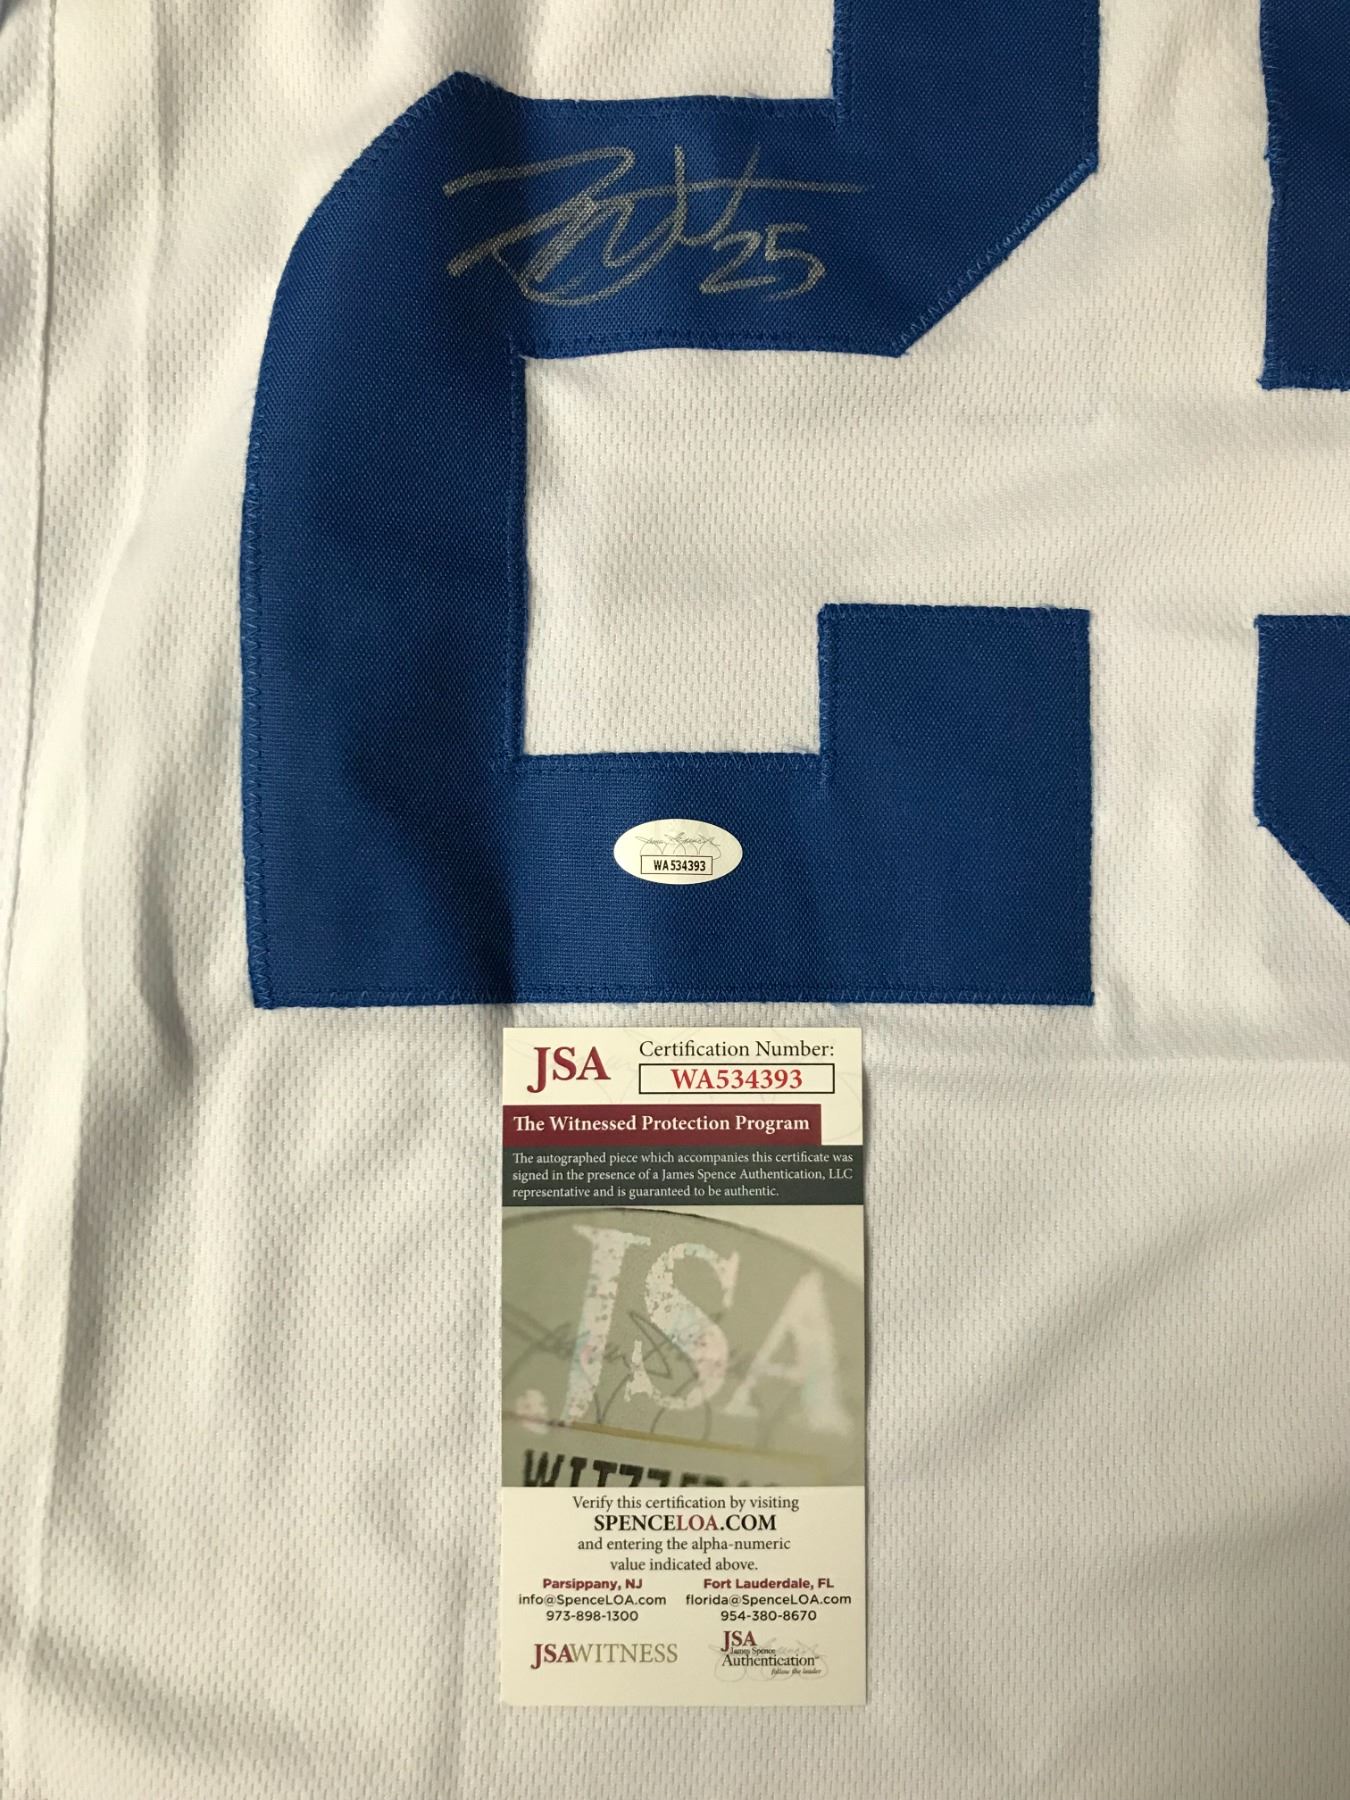 25
WA534393
JSA
Certification Number:
WA534393
The Witnessed Protection Program
The autographed piece which accompanies this certificate was
signed in the presence of a James Spence Authentication, LLC
representative and is guaranteed to be authentic.
JSA
Verify this certification by visiting
SPENCELOA.COM
and entering the alpha-numeric
value indicated above.
Parsippany, NJ
info@SpenceLOA.com
973-898-1300
Fort Lauderdale, FL
florida@SpenceLOA.com
954-380-8670
JSAWITNESS
JSA
James Spence
Authentication
follow the leader